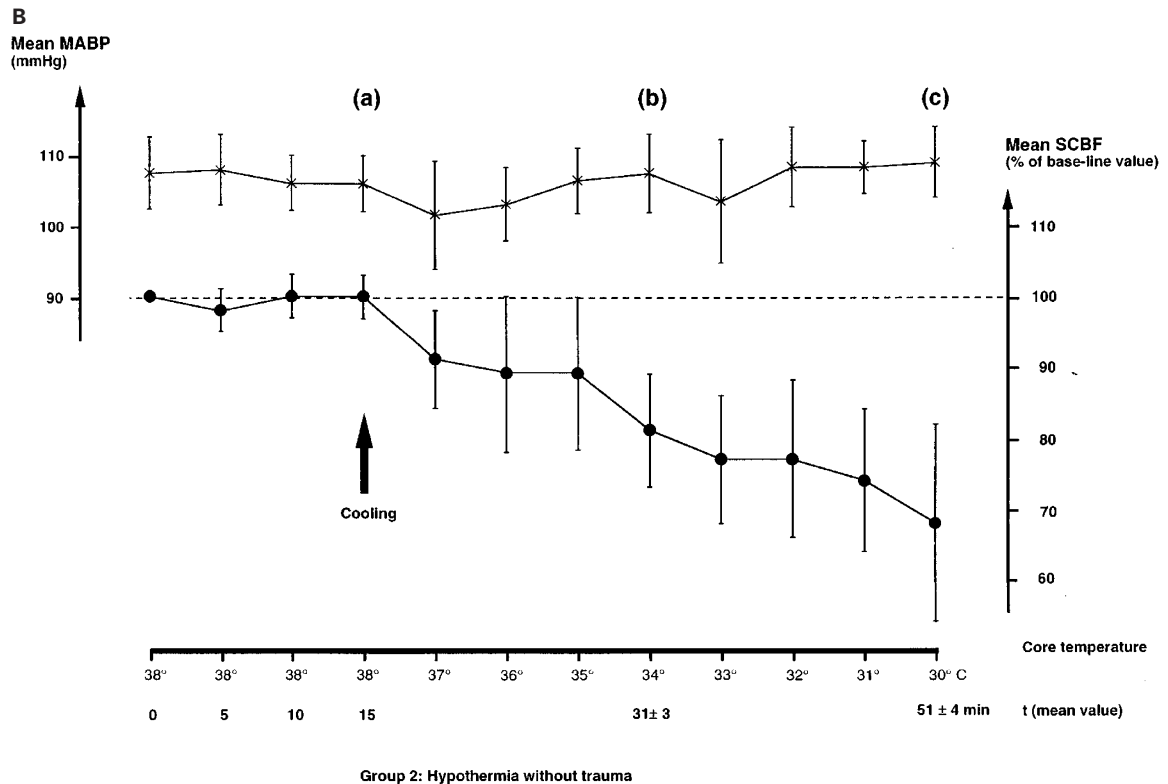 B
Mean MABP
(mmHg)
(a) (b) (c)
110
100
90
Mean SCBF
(% of base-line value)
110
100
90
80
70
60
Cooling
Core temperature
38° 38° 38° 38° 37° 36° 35° 34° 33° 32° 31° 30° C
0 5 10 15 31± 3 51 ± 4 min t (mean value)
Group 2: Hypothermia without trauma